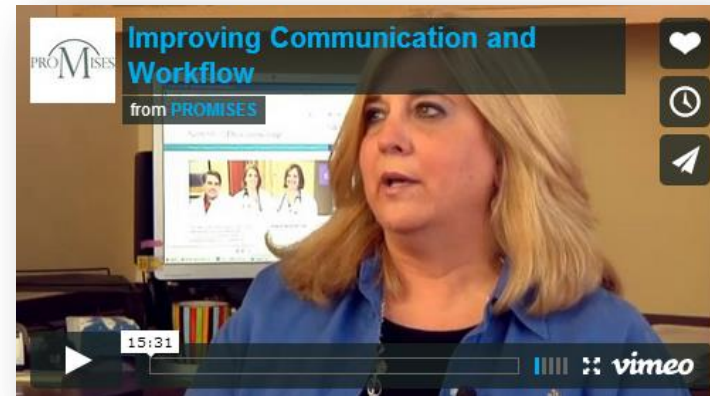 PROMISES
Improving Communication and
Workflow
from PROMISES
15:31
vimeo